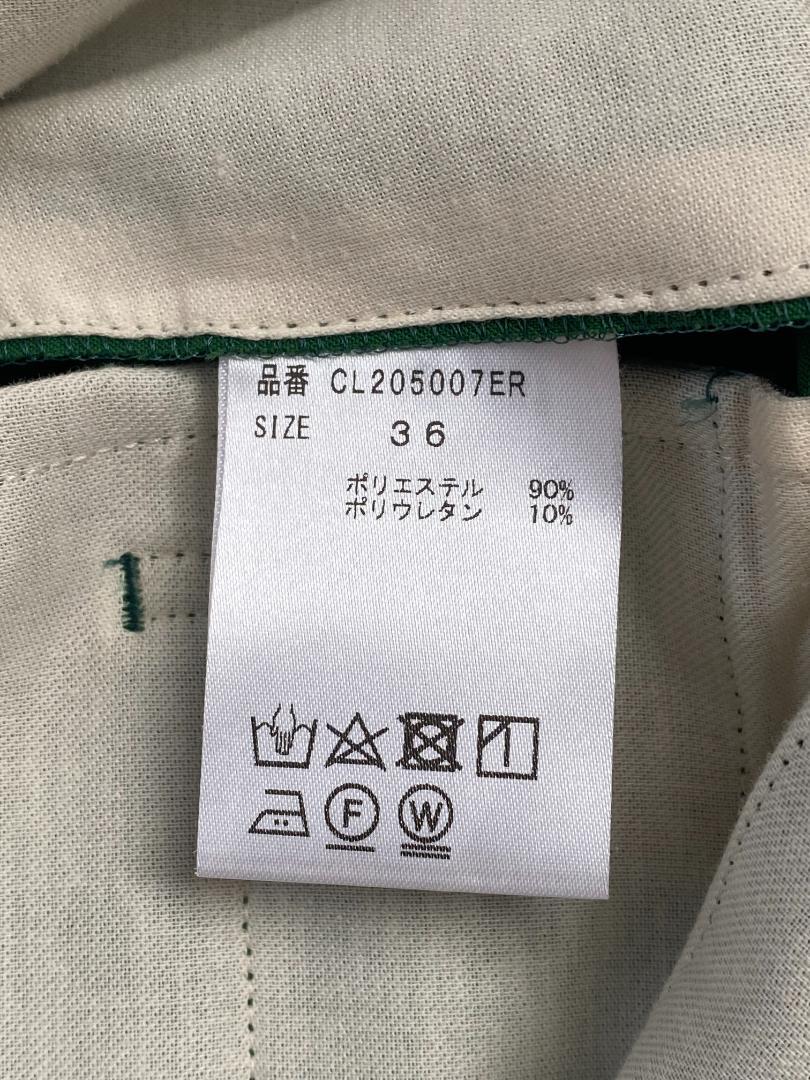 品番 CL205007ER
SIZE 36
ポリエステル 90%
ポリウレタン 10%
F W